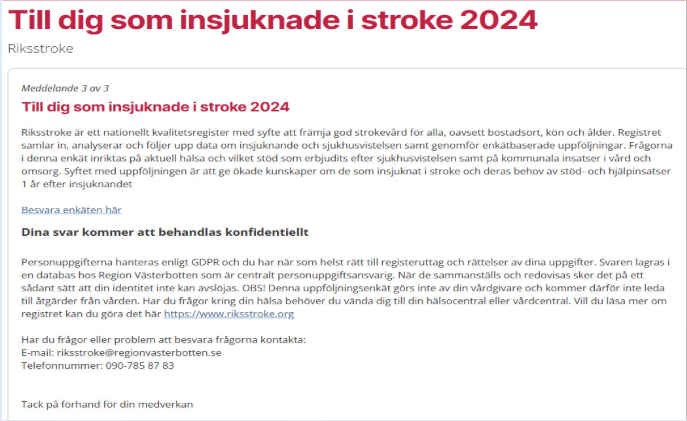 Till dig som insjuknade i stroke 2024
Riksstroke
Meddelande 3 av 3
Till dig som insjuknade i stroke 2024
Riksstroke är ett nationellt kvalitetsregister med syfte att främja god strokevård för alla, oavsett bostadsort, kön och ålder. Registret
samlar in, analyserar och följer upp data om insjuknande och sjukhusvistelsen samt genomför enkätbaserade uppföljningar. Frågorna
i denna enkät inriktas på aktuell hälsa och vilket stöd som erbjudits efter sjukhusvistelsen samt på kommunala insatser i vård och
omsorg. Syftet med uppföljningen är att ge ökade kunskaper om de som insjuknat i stroke och deras behov av stöd- och hjälpinsatser
1 år efter insjuknandet
Besvara enkäten här
Dina svar kommer att behandlas konfidentiellt
Personuppgifterna hanteras enligt GDPR och du har när som helst rätt till registeruttag och rättelser av dina uppgifter. Svaren lagras i
en databas hos Region Västerbotten som är centralt personuppgiftsansvarig. När de sammanställs och redovisas sker det på ett
sådant sätt att din identitet inte kan avslöjas. OBS! Denna uppföljningsenkät görs inte av din vårdgivare och kommer därför inte leda
till åtgärder från vården. Har du frågor kring din hälsa behöver du vända dig till din hälsocentral eller vårdcentral. Vill du läsa mer om
registret kan du göra det här https://www.riksstroke.org
Har du frågor eller problem att besvara frågorna kontakta:
E-mail: riksstroke@regionvasterbotten.se
Telefonnummer: 090-785 87 83
Tack på förhand för din medverkan